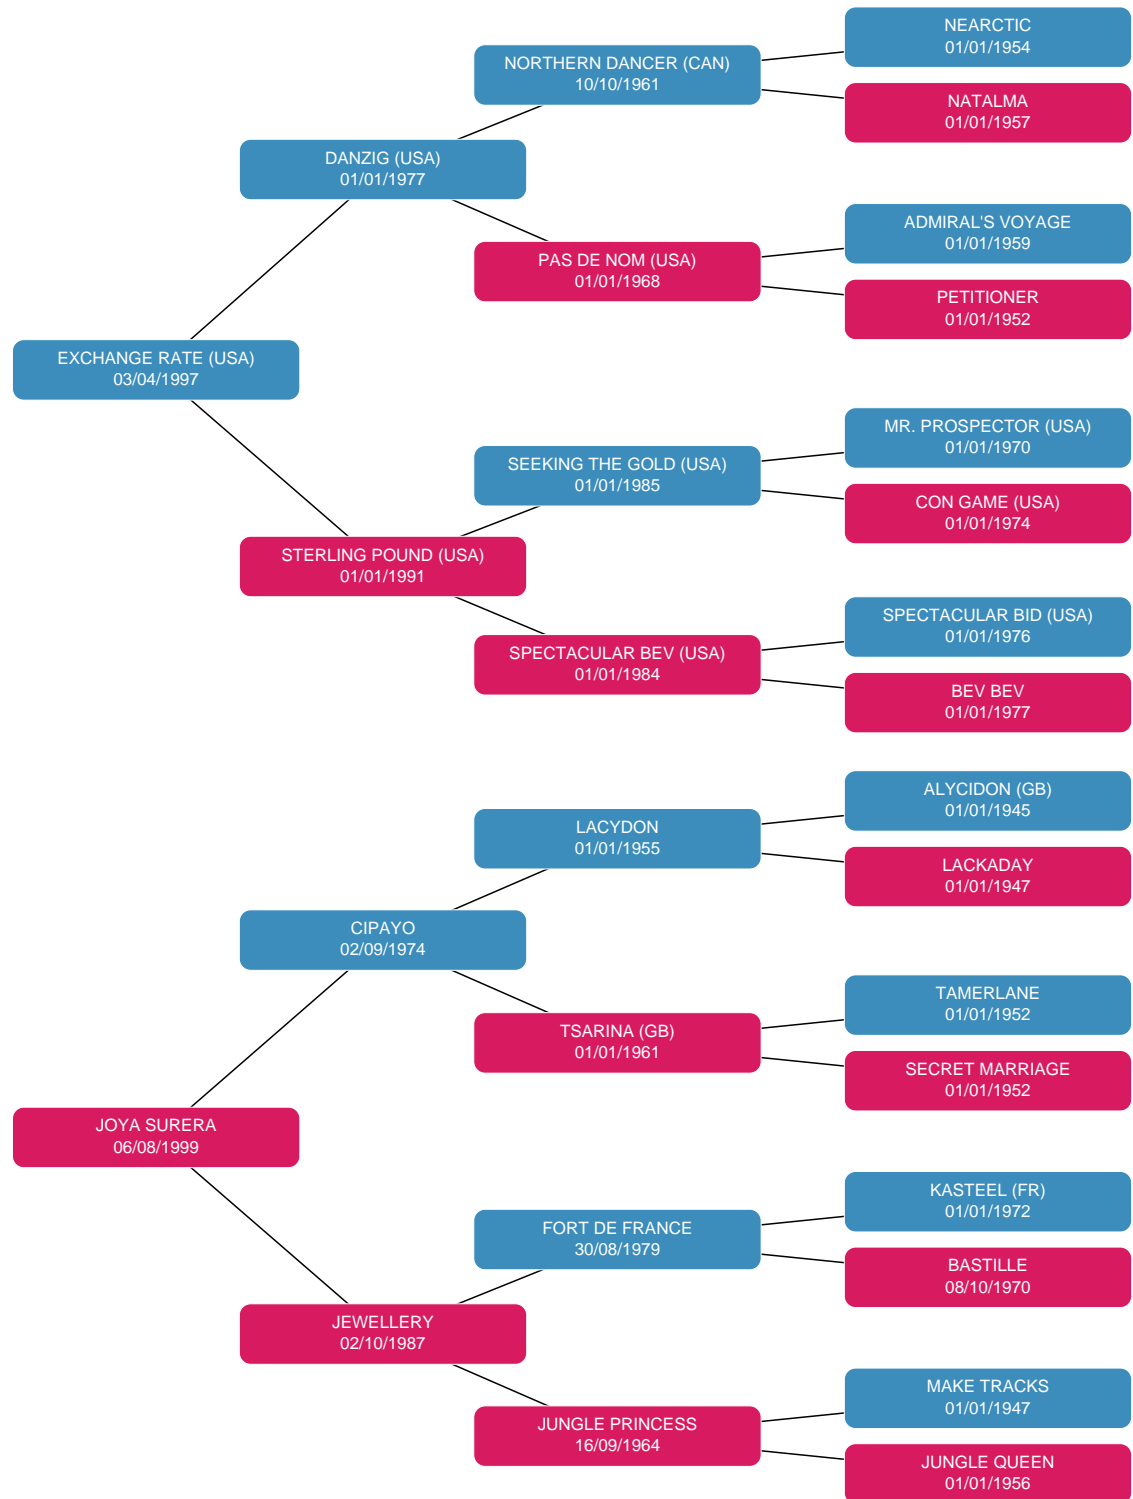 NEARCTIC
01/01/1954
NORTHERN DANCER (CAN)
10/10/1961
NATALMA
01/01/1957
DANZIG (USA)
01/01/1977
ADMIRAL'S VOYAGE
01/01/1959
PAS DE NOM (USA)
01/01/1968
PETITIONER
01/01/1952
EXCHANGE RATE (USA)
03/04/1997
MR. PROSPECTOR (USA)
01/01/1970
SEEKING THE GOLD (USA)
01/01/1985
CON GAME (USA)
01/01/1974
STERLING POUND (USA)
01/01/1991
SPECTACULAR BID (USA)
01/01/1976
SPECTACULAR BEV (USA)
01/01/1984
BEV BEV
01/01/1977
ALYCIDON (GB)
01/01/1945
LACYDON
01/01/1955
LACKADAY
01/01/1947
CIPAYO
02/09/1974
TAMERLANE
01/01/1952
TSARINA (GB)
01/01/1961
SECRET MARRIAGE
01/01/1952
JOYA SURERA
06/08/1999
KASTEEL (FR)
01/01/1972
FORT DE FRANCE
30/08/1979
BASTILLE
08/10/1970
JEWELLERY
02/10/1987
MAKE TRACKS
01/01/1947
JUNGLE PRINCESS
16/09/1964
JUNGLE QUEEN
01/01/1956